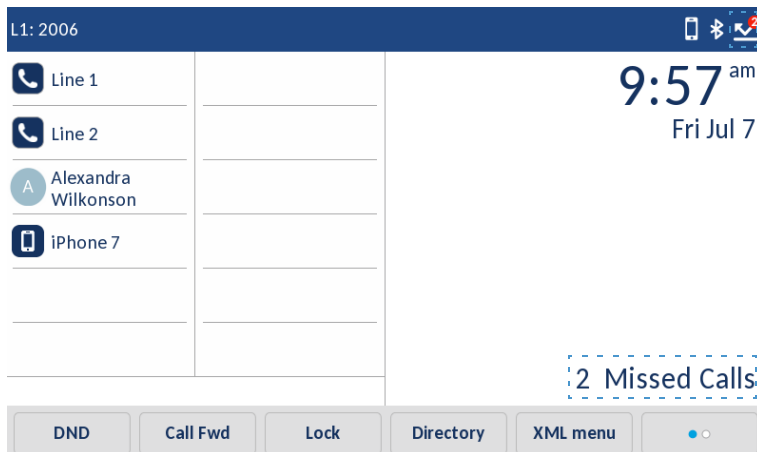 L1: 2006
2
Line 1
Line 2
A
Alexandra
Wilkonson
iPhone 7
9:57 am
Fri Jul 7
2 Missed Calls
DND
Call Fwd
Lock
Directory
XML menu